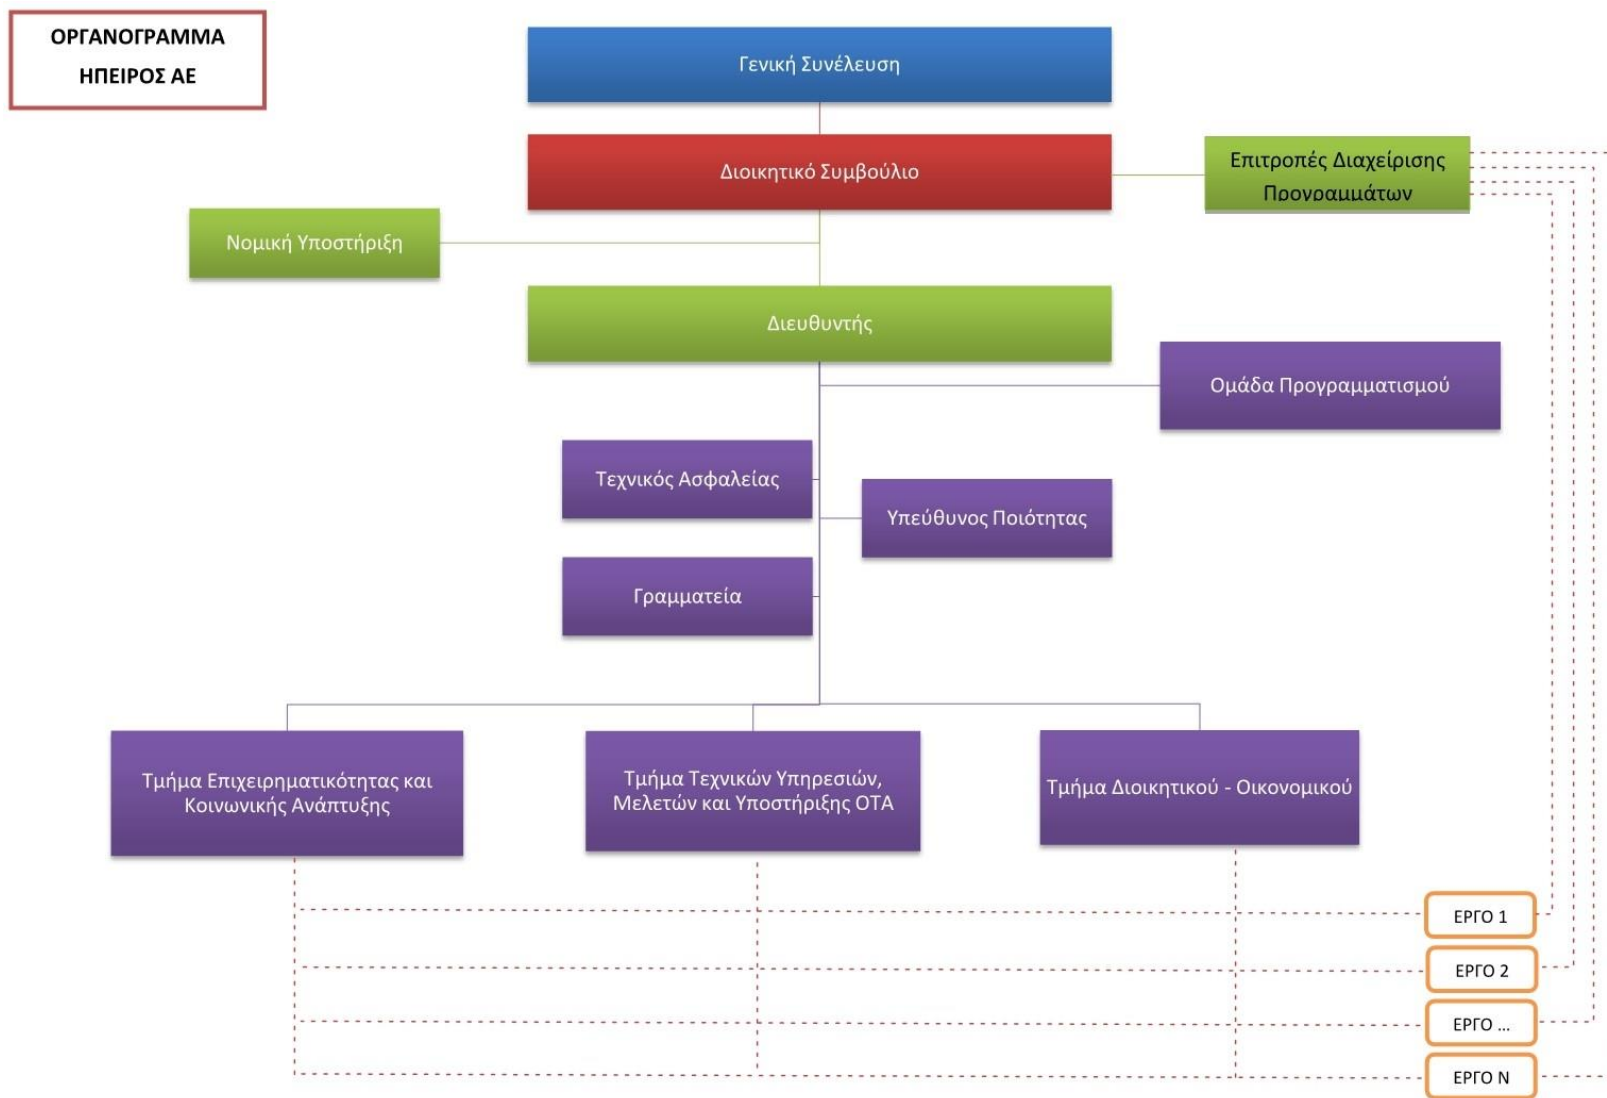 ΟΡΓΑΝΟΓΡΑΜΜΑ
ΗΠΕΙΡΟΣ ΑΕ
Γενική Συνέλευση
Διοικητικό Συμβούλιο
Επιτροπές Διαχείρισης
Προγραμμάτων
Νομική Υποστήριξη
Διευθυντής
Ομάδα Προγραμματισμού
Τεχνικός Ασφαλείας
Υπεύθυνος Ποιότητας
Γραμματεία
Τμήμα Επιχειρηματικότητας και
Κοινωνικής Ανάπτυξης
Τμήμα Τεχνικών Υπηρεσιών,
Μελετών και Υποστήριξης ΟΤΑ
Τμήμα Διοικητικού - Οικονομικού
ΕΡΓΟ 1
ΕΡΓΟ 2
ΕΡΓΟ ...
ΕΡΓΟ Ν